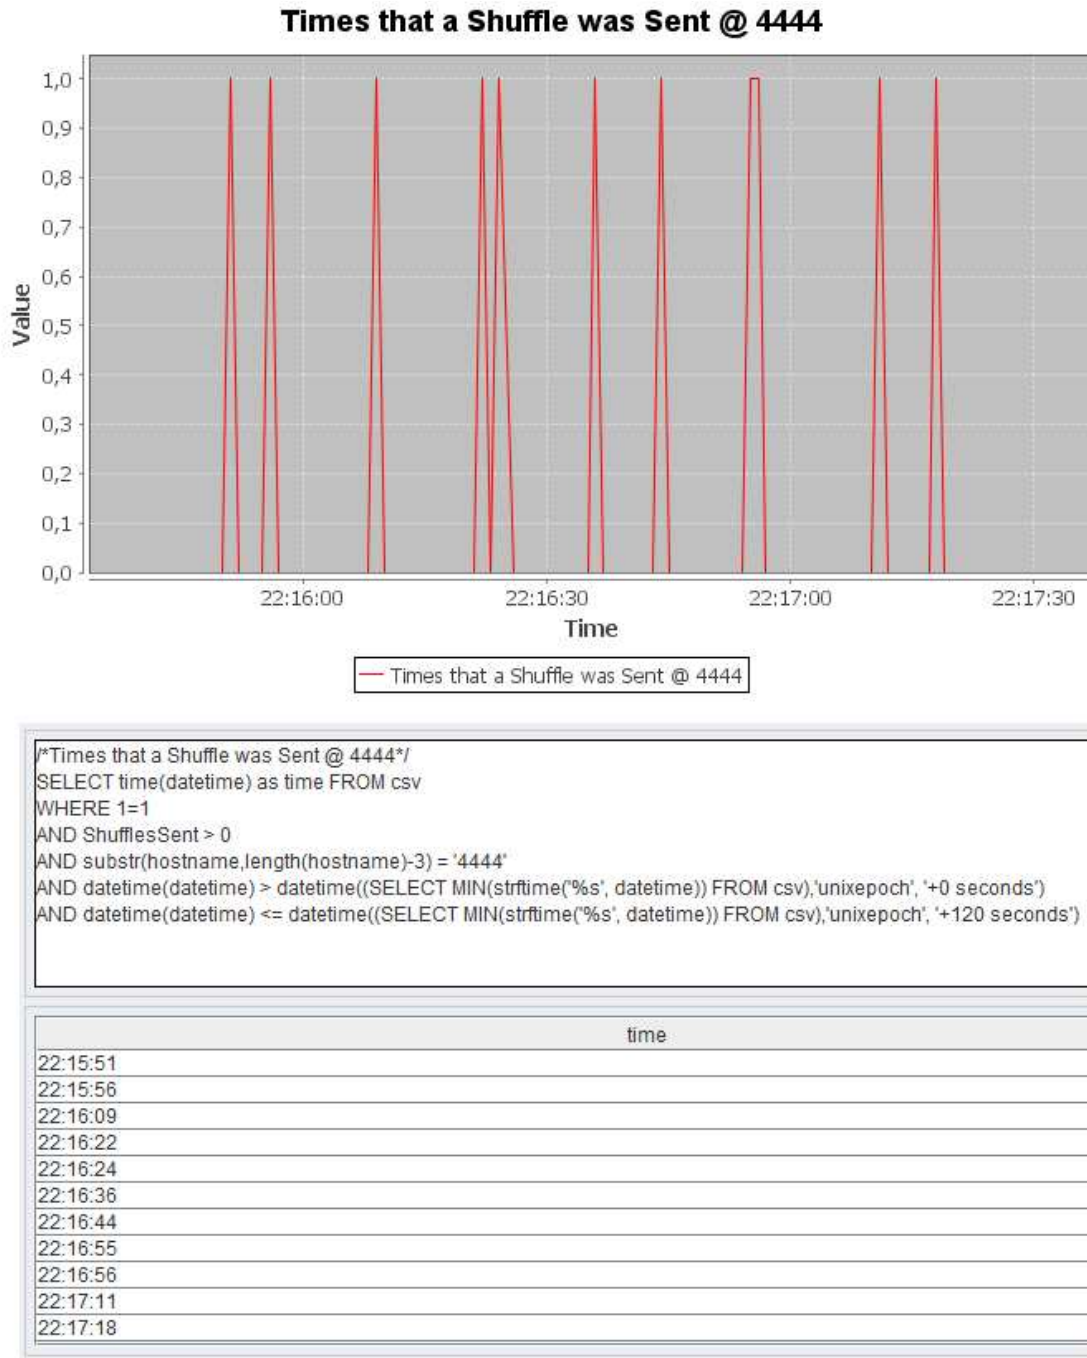 Times that a Shuffle was Sent @ 4444
1,0
0,9
0,8
0,7
0,6
0,5
0,4
0,3
0,2
0,1
0,0
Value
22:16:00 22:16:30 22:17:00 22:17:30
Time
Times that a Shuffle was Sent @ 4444
/*Times that a Shuffle was Sent @ 4444*/
SELECT time(datetime) as time FROM csv
WHERE 1=1
AND ShufflesSent > 0
AND substr(hostname,length(hostname)-3) = '4444'
AND datetime(datetime) > datetime((SELECT MIN(strftime('%s', datetime)) FROM csv),'unixepoch', '+0 seconds')
AND datetime(datetime) <= datetime((SELECT MIN(strftime('%s', datetime)) FROM csv),'unixepoch', '+120 seconds')
time
22:15:51
22:15:56
22:16:09
22:16:22
22:16:24
22:16:36
22:16:44
22:16:55
22:16:56
22:17:11
22:17:18